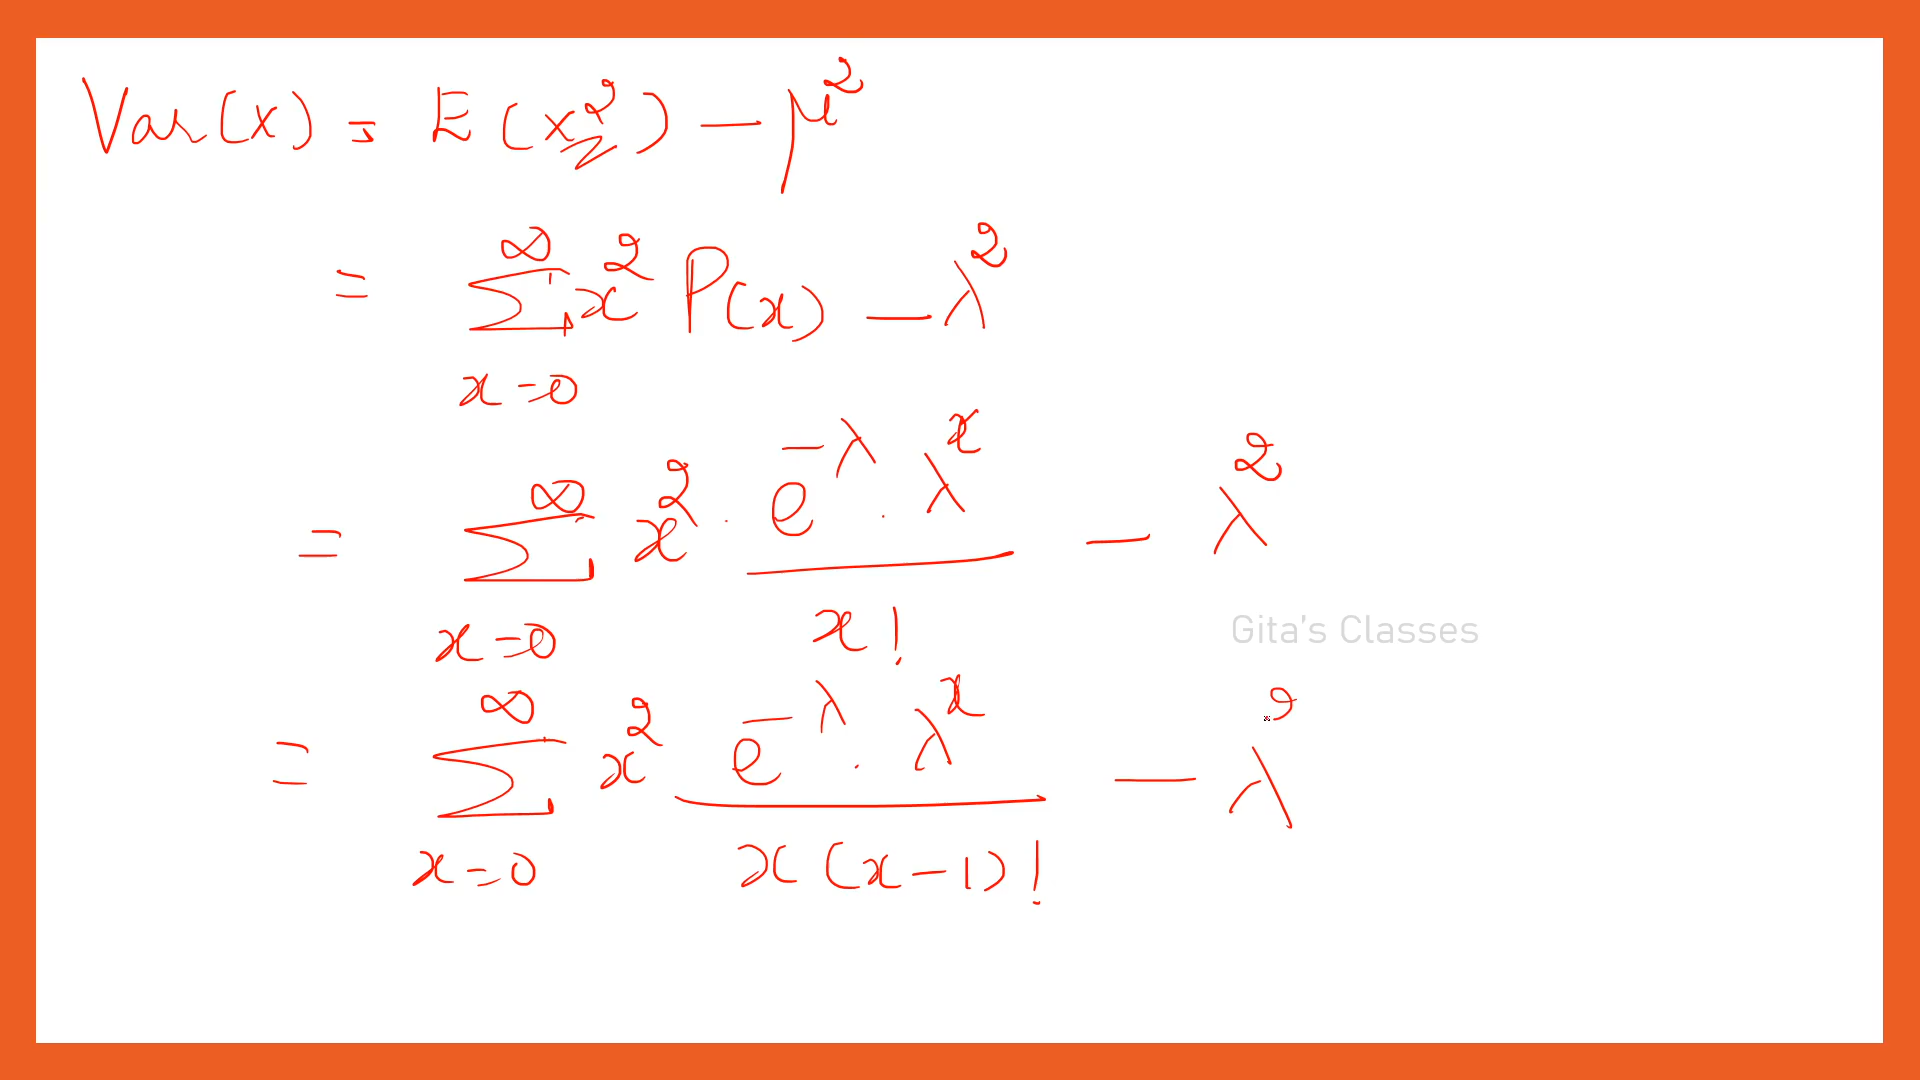 Var(x) = E(x²) − μ²
= ∞∑x=0 x² P(x) − λ²
= ∞∑x=0 x² · e^−λ · λ^x / x! − λ²
Gita's Classes
= ∞∑x=0 x² e^−λ · λ^x / x(x−1)! − λ²